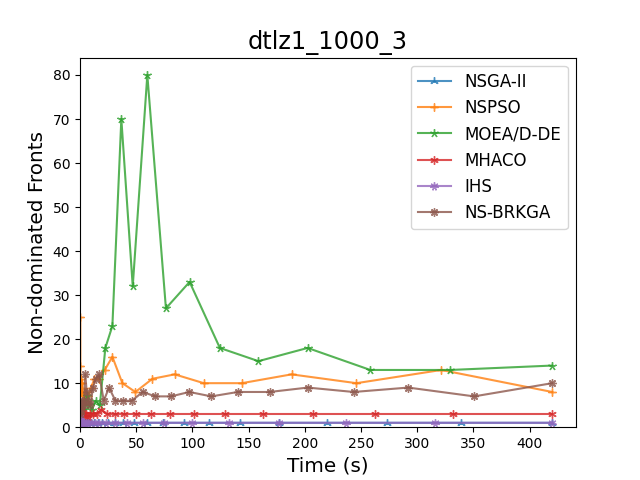 dtlz1_1000_3
Non-dominated Fronts
80
70
60
50
40
30
20
10
0
0 50 100 150 200 250 300 350 400
Time (s)
NSGA-II
NSPSO
MOEA/D-DE
MHACO
IHS
NS-BRKGA